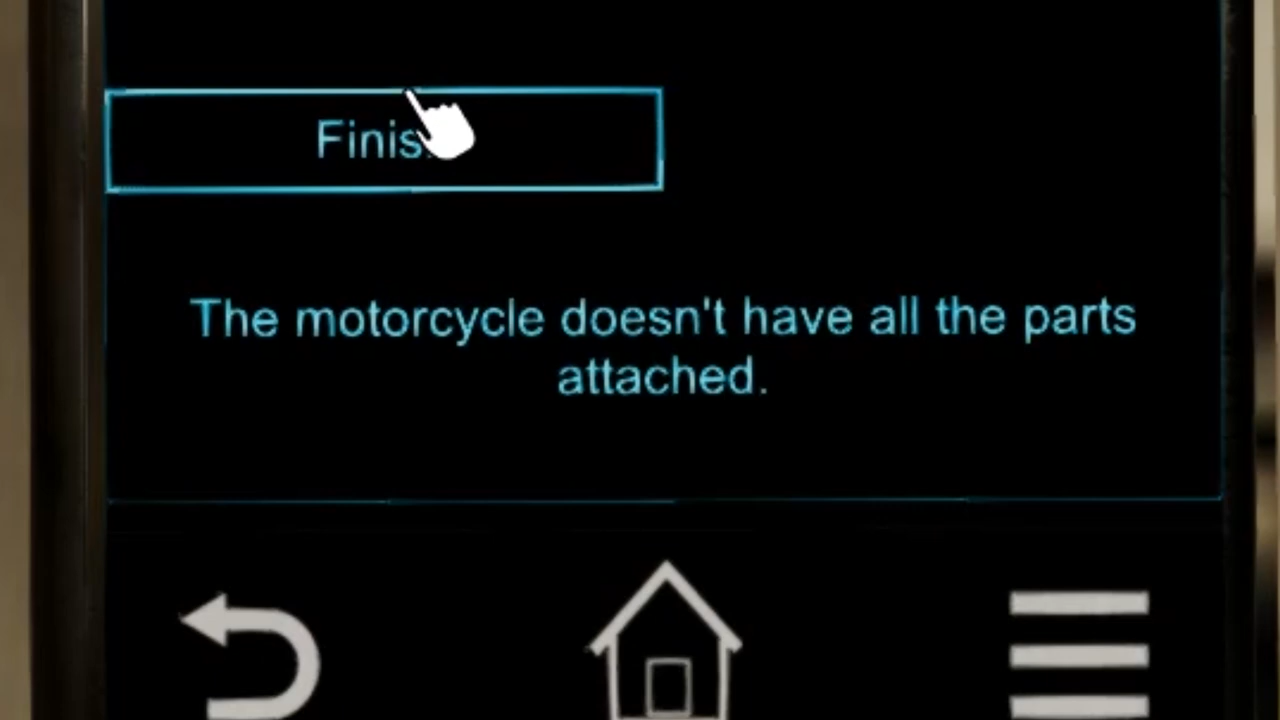 Finis
The motorcycle doesn't have all the parts
attached.